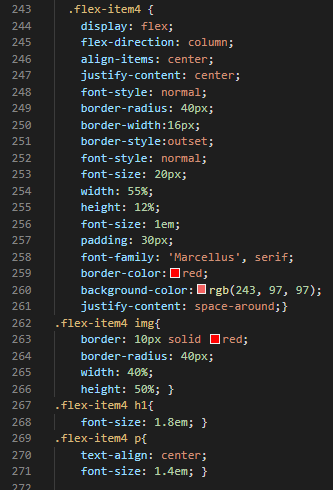 243 .flex-item4 {
244 display: flex;
245 flex-direction: column;
246 align-items: center;
247 justify-content: center;
248 font-style: normal;
249 border-radius: 40px;
250 border-width:16px;
251 border-style:outset;
252 font-style: normal;
253 font-size: 20px;
254 width: 55%;
255 height: 12%;
256 font-size: 1em;
257 padding: 30px;
258 font-family: 'Marcellus', serif;
259 border-color:red;
260 background-color:rgb(243, 97, 97);
261 justify-content: space-around;}
262 .flex-item4 img{
263 border: 10px solid red;
264 border-radius: 40px;
265 width: 40%;
266 height: 50%; }
267 .flex-item4 h1{
268 font-size: 1.8em; }
269 .flex-item4 p{
270 text-align: center;
271 font-size: 1.4em; }
272